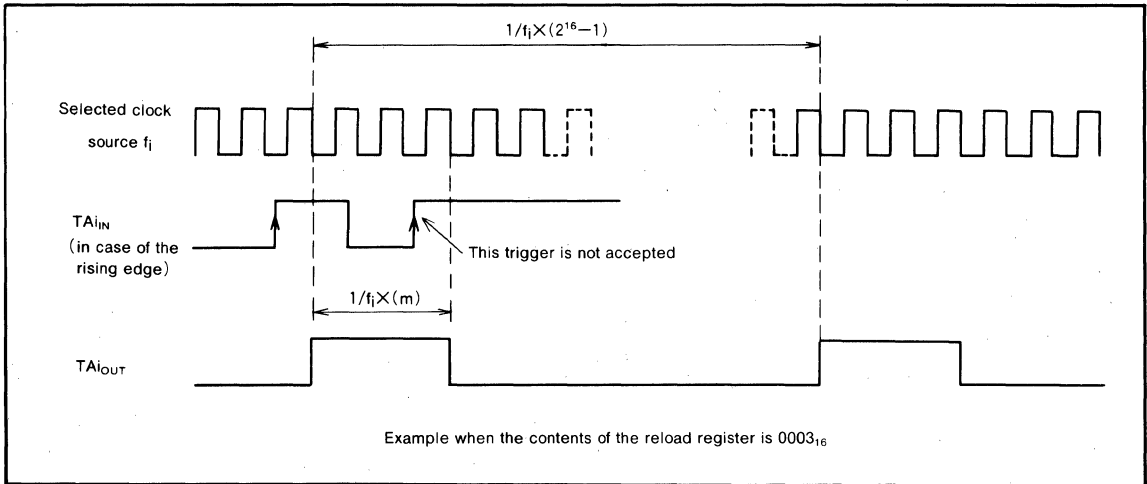 1/fᵢ×(2¹⁶−1)
Selected clock
source fᵢ
TAiIN
(in case of the
rising edge)
This trigger is not accepted
1/fᵢ×(m)
TAiOUT
Example when the contents of the reload register is 0003₁₆